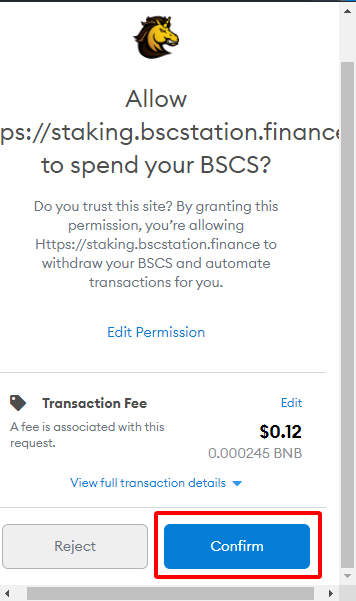 Allow
ps://staking.bscstation.finance
to spend your BSCS?
Do you trust this site? By granting this
permission, you're allowing
Https://staking.bscstation.finance to
withdraw your BSCS and automate
transactions for you.
Edit Permission
Transaction Fee
Edit
A fee is associated with this
request.
$0.12
0.000245 BNB
View full transaction details
Reject
Confirm